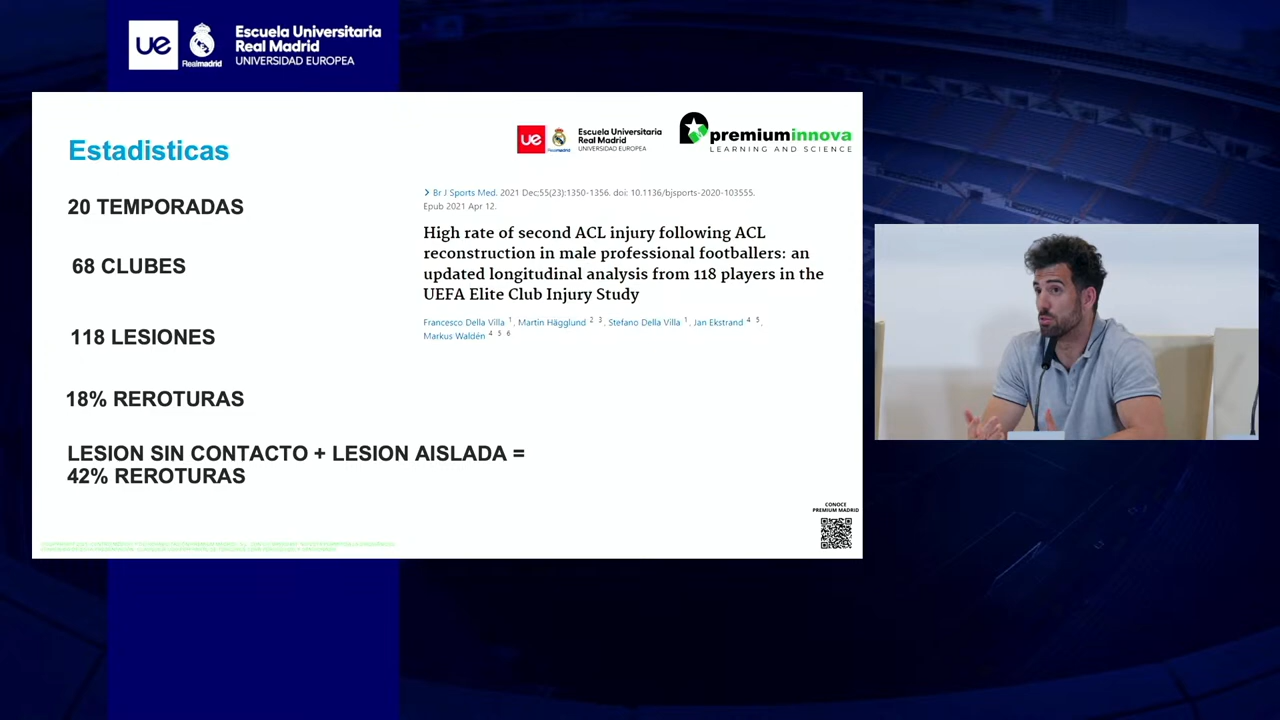 ue
Realmadrid
Escuela Universitaria
Real Madrid
UNIVERSIDAD EUROPEA
Estadisticas
ue
Realmadrid
Escuela Universitaria
Real Madrid
UNIVERSIDAD EUROPEA
premiuminnova
LEARNING AND SCIENCE
20 TEMPORADAS
68 CLUBES
118 LESIONES
18% REROTURAS
LESION SIN CONTACTO + LESION AISLADA =
42% REROTURAS
> Br J Sports Med. 2021 Dec;55(23):1350-1356. doi: 10.1136/bjsports-2020-103555.
Epub 2021 Apr 12.
High rate of second ACL injury following ACL
reconstruction in male professional footballers: an
updated longitudinal analysis from 118 players in the
UEFA Elite Club Injury Study
Francesco Della Villa 1, Martin Hägglund 2 3, Stefano Della Villa 1, Jan Ekstrand 4 5,
Markus Waldén 4 5 6
CONOCE
PREMIUM MADRID